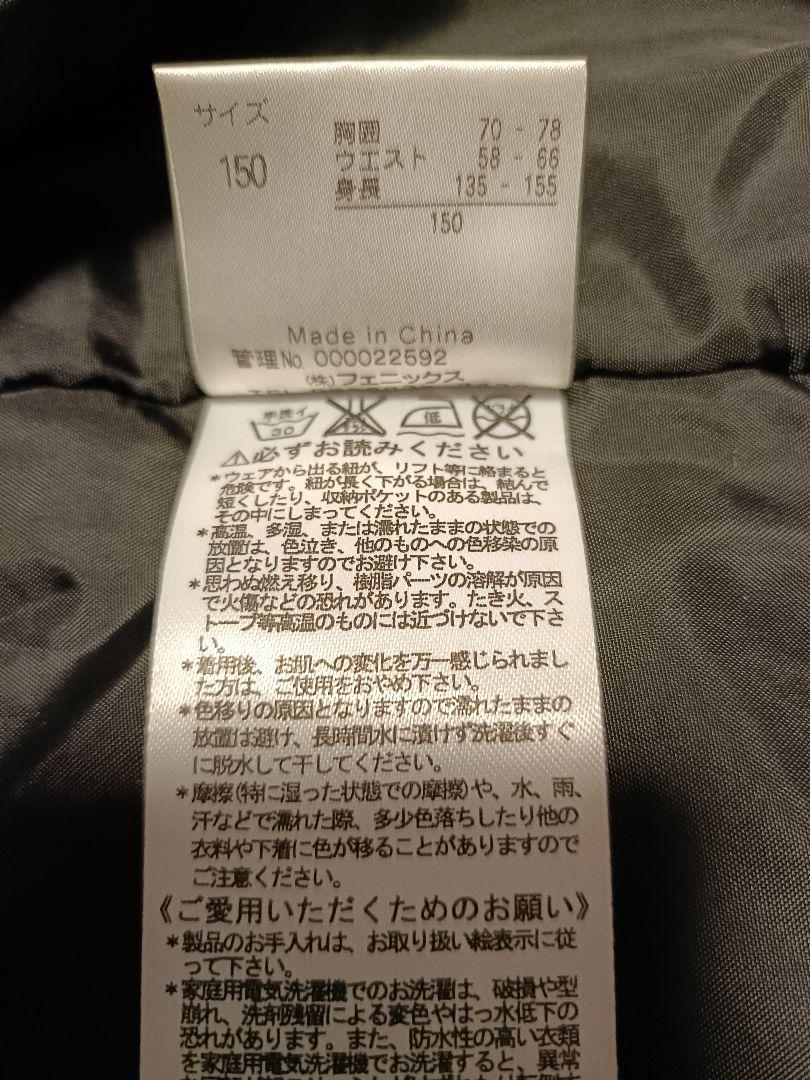 サイズ
150
胸囲 70 - 78
ウエスト 58 - 66
身長 135 - 155
150
Made in China
管理No. 000022592
(株)フェニックス
手洗イ
30
低
⚠必ずお読みください
*ウェアから出る紐が、リフト等に絡まると
危険です。紐が長く下がる場合は、結んで
短くしたり、収納ポケットのある製品は、
その中にしまってください。
*高温、多湿、または濡れたままの状態での
放置は、色泣き、他のものへの色移染の原
因となりますのでお避け下さい。
*思わぬ燃え移り、樹脂パーツの溶解が原因
で火傷などの恐れがあります。たき火、ス
トーブ等高温のものには近づけないで下さ
い。
*着用後、お肌への変化を万一感じられまし
た方は、ご使用をおやめ下さい。
*色移りの原因となりますので濡れたままの
放置は避け、長時間水に漬けず洗濯後すぐ
に脱水して干してください。
*摩擦(特に湿った状態での摩擦)や、水、雨、
汗などで濡れた際、多少色落ちしたり他の
衣料や下着に色が移ることがありますので
ご注意ください。
《ご愛用いただくためのお願い》
*製品のお手入れは、お取り扱い絵表示に従
って下さい。
*家庭用電気洗濯機でのお洗濯は、破損や型
崩れ、洗剤残留による変色やはっ水低下の
恐れがあります。また、防水性の高い衣類
を家庭用電気洗濯機でお洗濯すると、異常